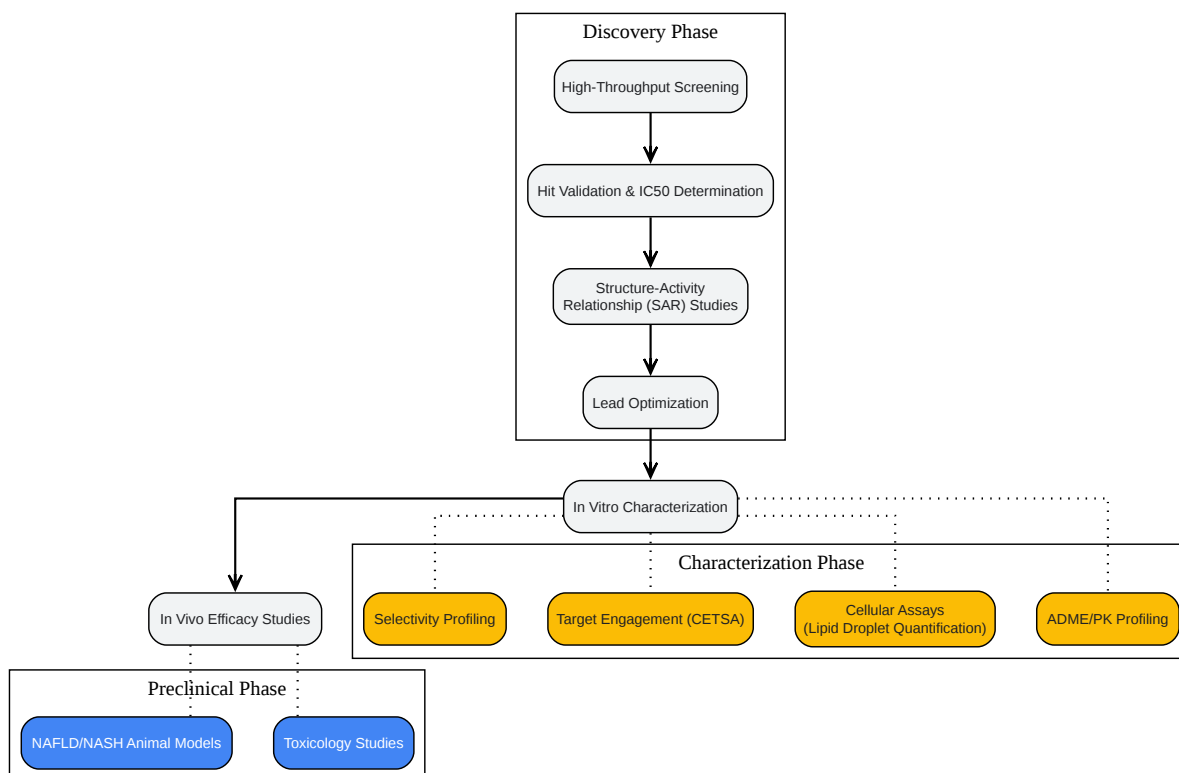 Discovery Phase
High-Throughput Screening
Hit Validation & IC50 Determination
Structure-Activity
Relationship (SAR) Studies
Lead Optimization
In Vitro Characterization
Characterization Phase
In Vivo Efficacy Studies
Selectivity Profiling
Target Engagement (CETSA)
Cellular Assays
(Lipid Droplet Quantification)
ADME/PK Profiling
Preclinical Phase
NAFLD/NASH Animal Models
Toxicology Studies